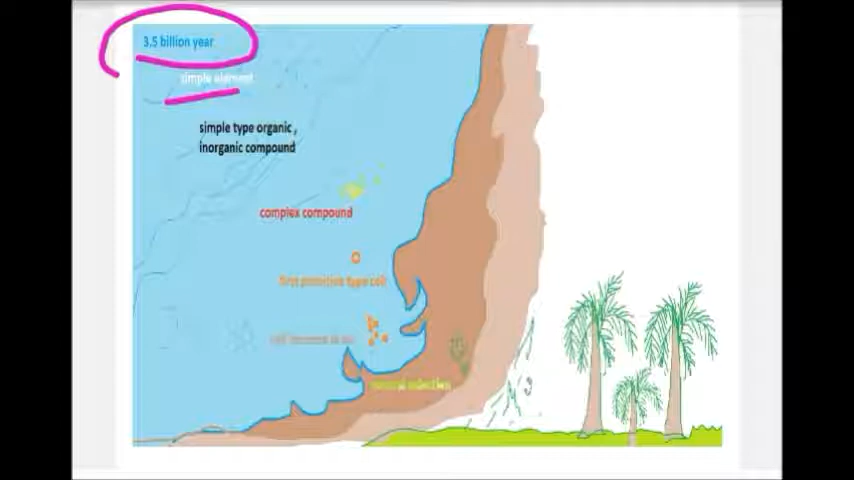 3.5 billion year
simple element
simple type organic ,
inorganic compound
complex compound
first primitive type cell
natural selection